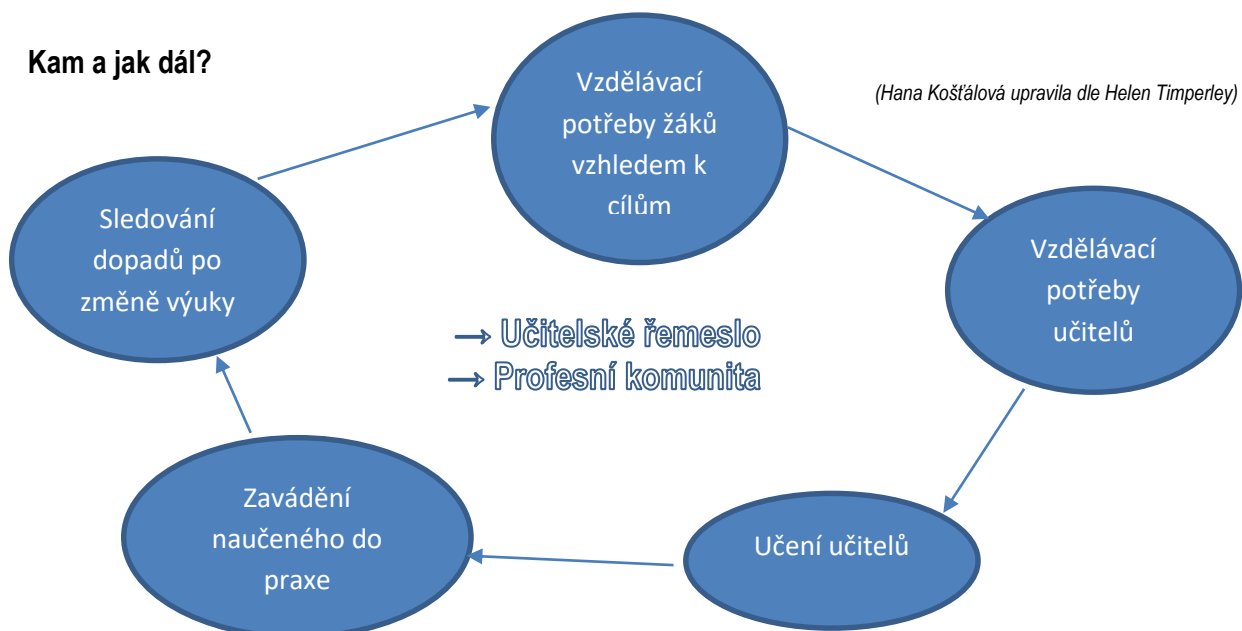 Kam a jak dál?
(Hana Košťálová upravila dle Helen Timperley)
Vzdělávací
potřeby žáků
vzhledem k
cílům
Vzdělávací
potřeby
učitelů
Učení učitelů
Zavádění
naučeného do
praxe
Sledování
dopadů po
změně výuky
→ Učitelské řemeslo
→ Profesní komunita